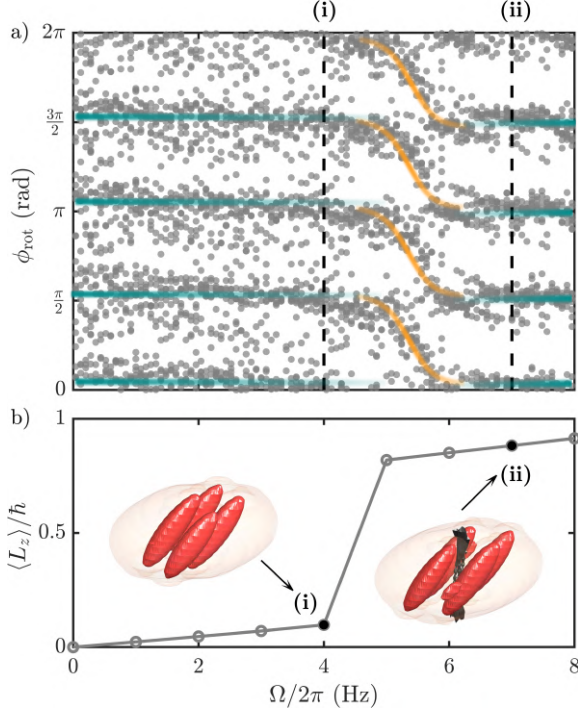 (i) (ii)
a)
2π
3π/2
π
π/2
0
ϕrot (rad)
b)
1
0.5
0
⟨Lz⟩/ħ
(ii)
(i)
0 2 4 6 8
Ω/2π (Hz)